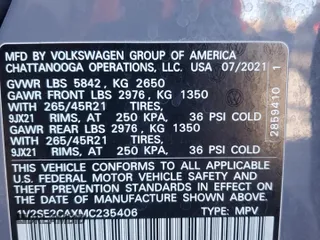 MFD BY VOLKSWAGEN GROUP OF AMERICA
CHATTANOOGA OPERATIONS, LLC. USA 07/2021 1
GVWR LBS 5842, KG 2650
GAWR FRONT LBS 2976, KG 1350
WITH 265/45R21 TIRES,
9JX21 RIMS, AT 250 KPA, 36 PSI COLD
GAWR REAR LBS 2976, KG 1350
WITH 265/45R21 TIRES,
9JX21 RIMS, AT 250 KPA, 36 PSI COLD
THIS VEHICLE CONFORMS TO ALL APPLICABLE
U.S. FEDERAL MOTOR VEHICLE SAFETY
STANDARDS IN EFFECT ON THE
DATE OF MANUFACTURE SHOWN ABOVE
1V2SE2CAXMC235406 TYPE: MPV
2859410